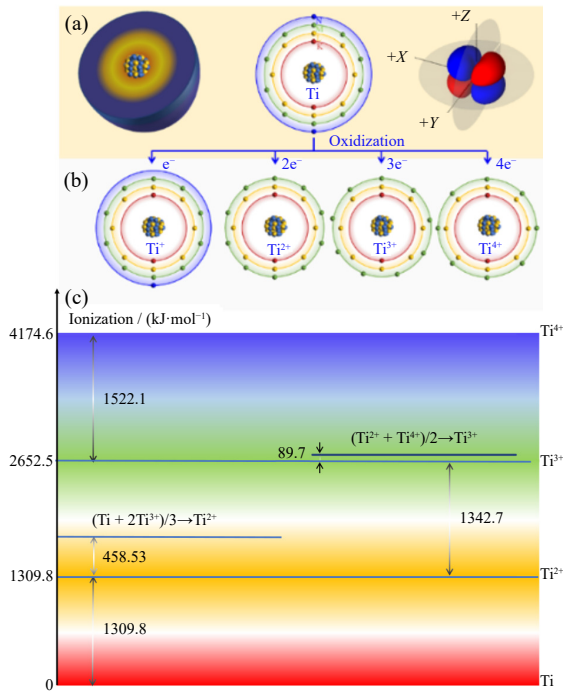 (a)
N
M
L
K
Ti
+Z
+X
+Y
Oxidization
e⁻ 2e⁻ 3e⁻ 4e⁻
(b)
Ti⁺ Ti²⁺ Ti³⁺ Ti⁴⁺
(c)
Ionization / (kJ·mol⁻¹)
4174.6 Ti⁴⁺
1522.1
(Ti²⁺ + Ti⁴⁺)/2→Ti³⁺
89.7
2652.5 Ti³⁺
1342.7
(Ti + 2Ti³⁺)/3→Ti²⁺
458.53
1309.8 Ti²⁺
1309.8
0 Ti